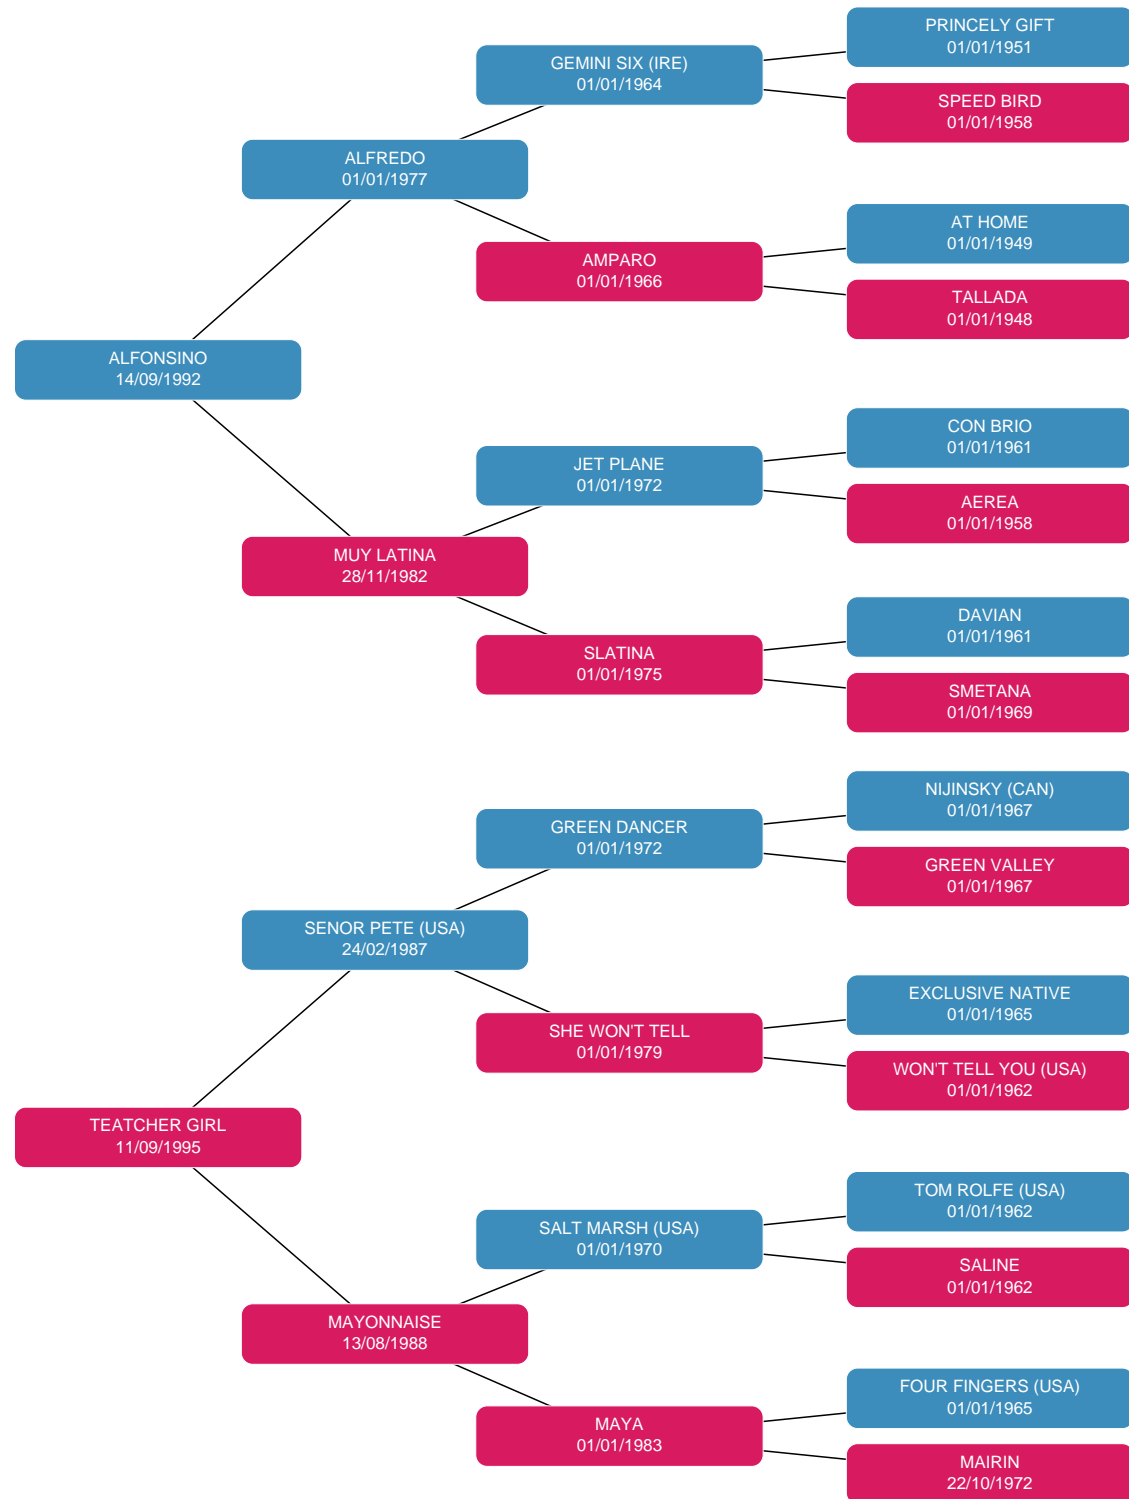 PRINCELY GIFT
01/01/1951
GEMINI SIX (IRE)
01/01/1964
SPEED BIRD
01/01/1958
ALFREDO
01/01/1977
AT HOME
01/01/1949
AMPARO
01/01/1966
TALLADA
01/01/1948
ALFONSINO
14/09/1992
CON BRIO
01/01/1961
JET PLANE
01/01/1972
AEREA
01/01/1958
MUY LATINA
28/11/1982
DAVIAN
01/01/1961
SLATINA
01/01/1975
SMETANA
01/01/1969
NIJINSKY (CAN)
01/01/1967
GREEN DANCER
01/01/1972
GREEN VALLEY
01/01/1967
SENOR PETE (USA)
24/02/1987
EXCLUSIVE NATIVE
01/01/1965
SHE WON'T TELL
01/01/1979
WON'T TELL YOU (USA)
01/01/1962
TEATCHER GIRL
11/09/1995
TOM ROLFE (USA)
01/01/1962
SALT MARSH (USA)
01/01/1970
SALINE
01/01/1962
MAYONNAISE
13/08/1988
FOUR FINGERS (USA)
01/01/1965
MAYA
01/01/1983
MAIRIN
22/10/1972